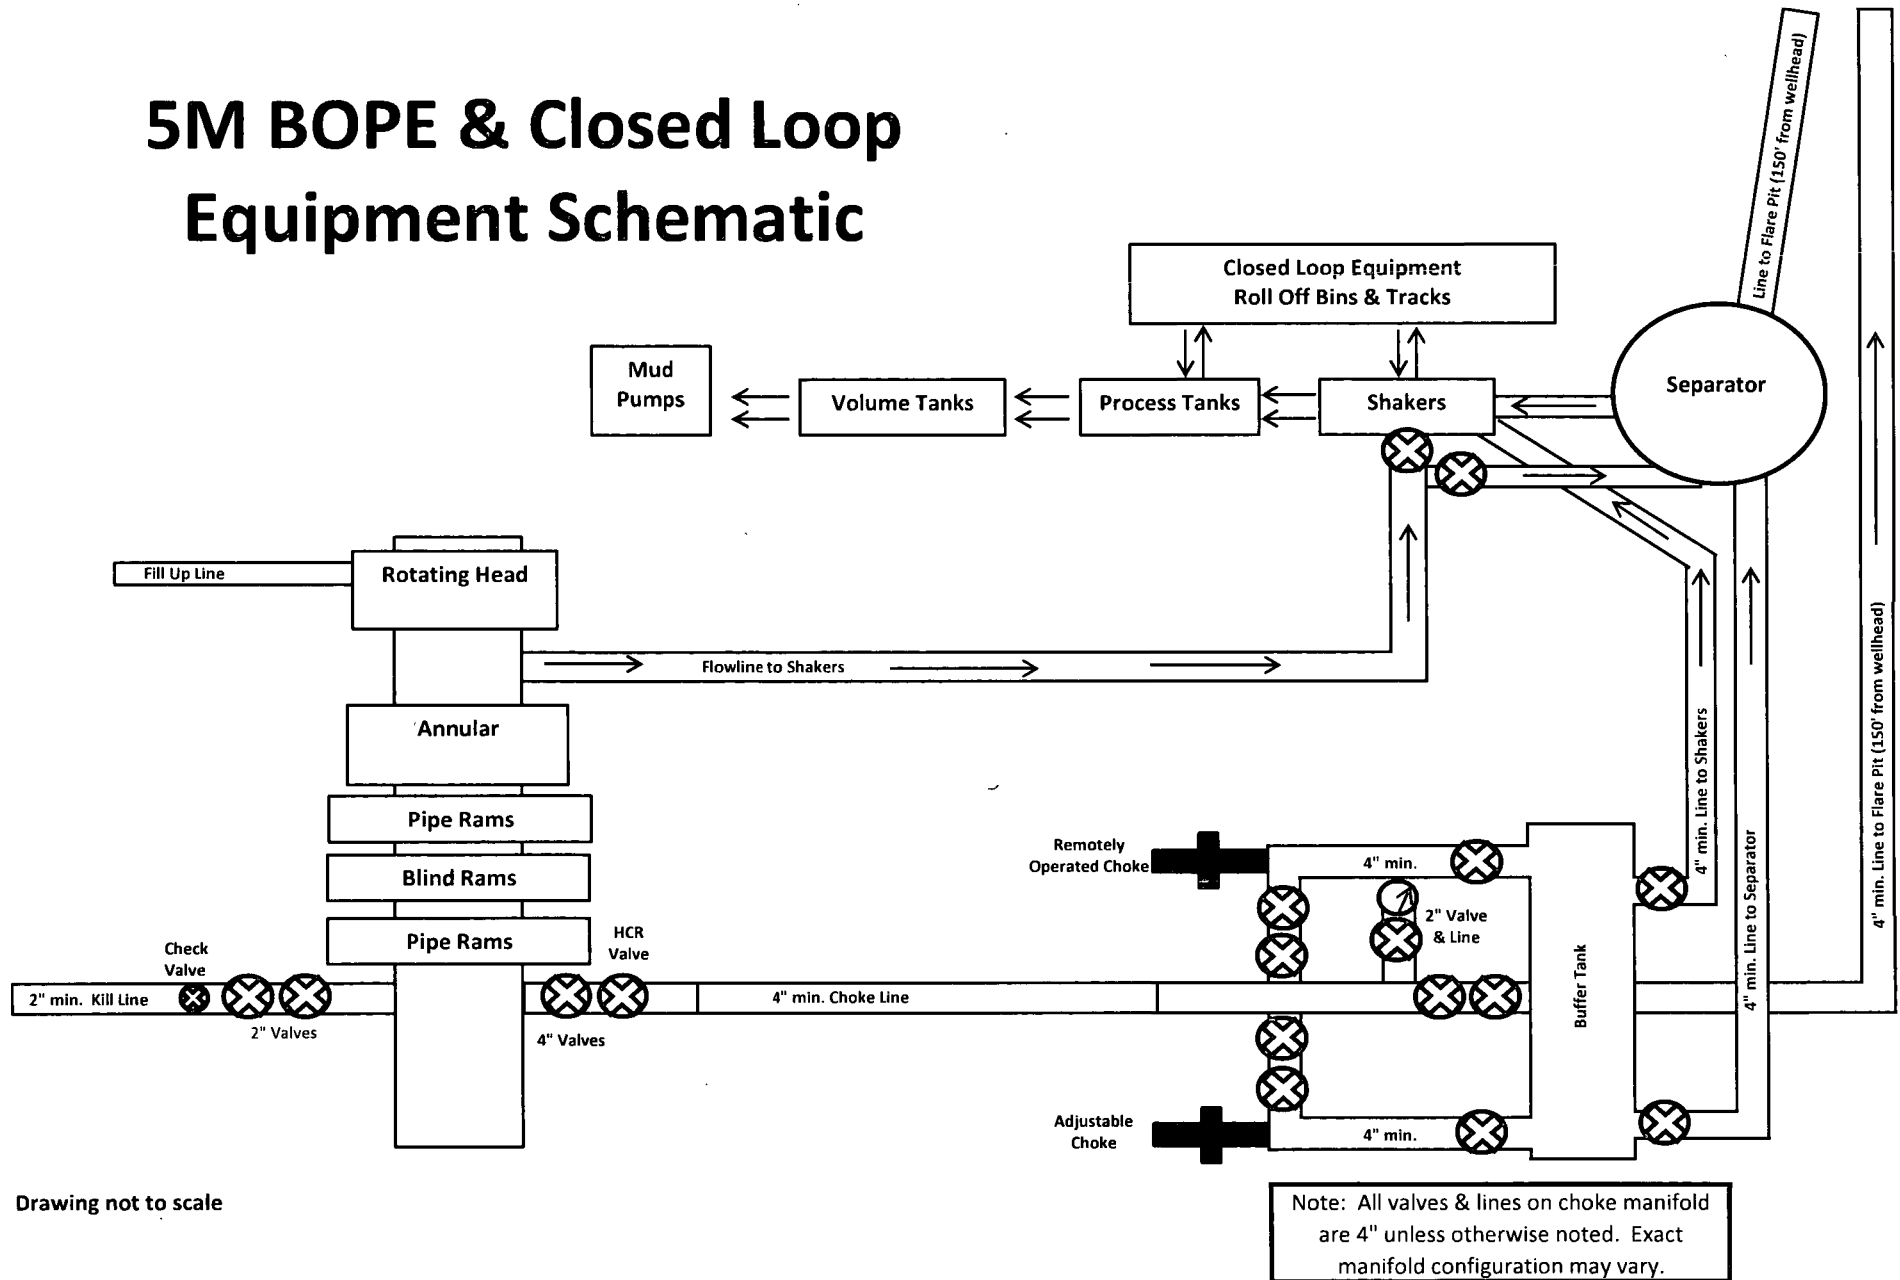 5M BOPE & Closed Loop
Equipment Schematic
Line to Flare Pit (150' from wellhead)
Closed Loop Equipment
Roll Off Bins & Tracks
Mud
Pumps
Volume Tanks
Process Tanks
Shakers
Separator
Fill Up Line
Rotating Head
Flowline to Shakers
Annular
Pipe Rams
Blind Rams
Pipe Rams
Check
Valve
HCR
Valve
2" min. Kill Line
2" Valves
4" Valves
4" min. Choke Line
Remotely
Operated Choke
4" min.
2" Valve
& Line
Adjustable
Choke
4" min.
Buffer Tank
4" min. Line to Shakers
4" min. Line to Separator
4" min. Line to Flare Pit (150' from wellhead)
Drawing not to scale
Note: All valves & lines on choke manifold
are 4" unless otherwise noted. Exact
manifold configuration may vary.